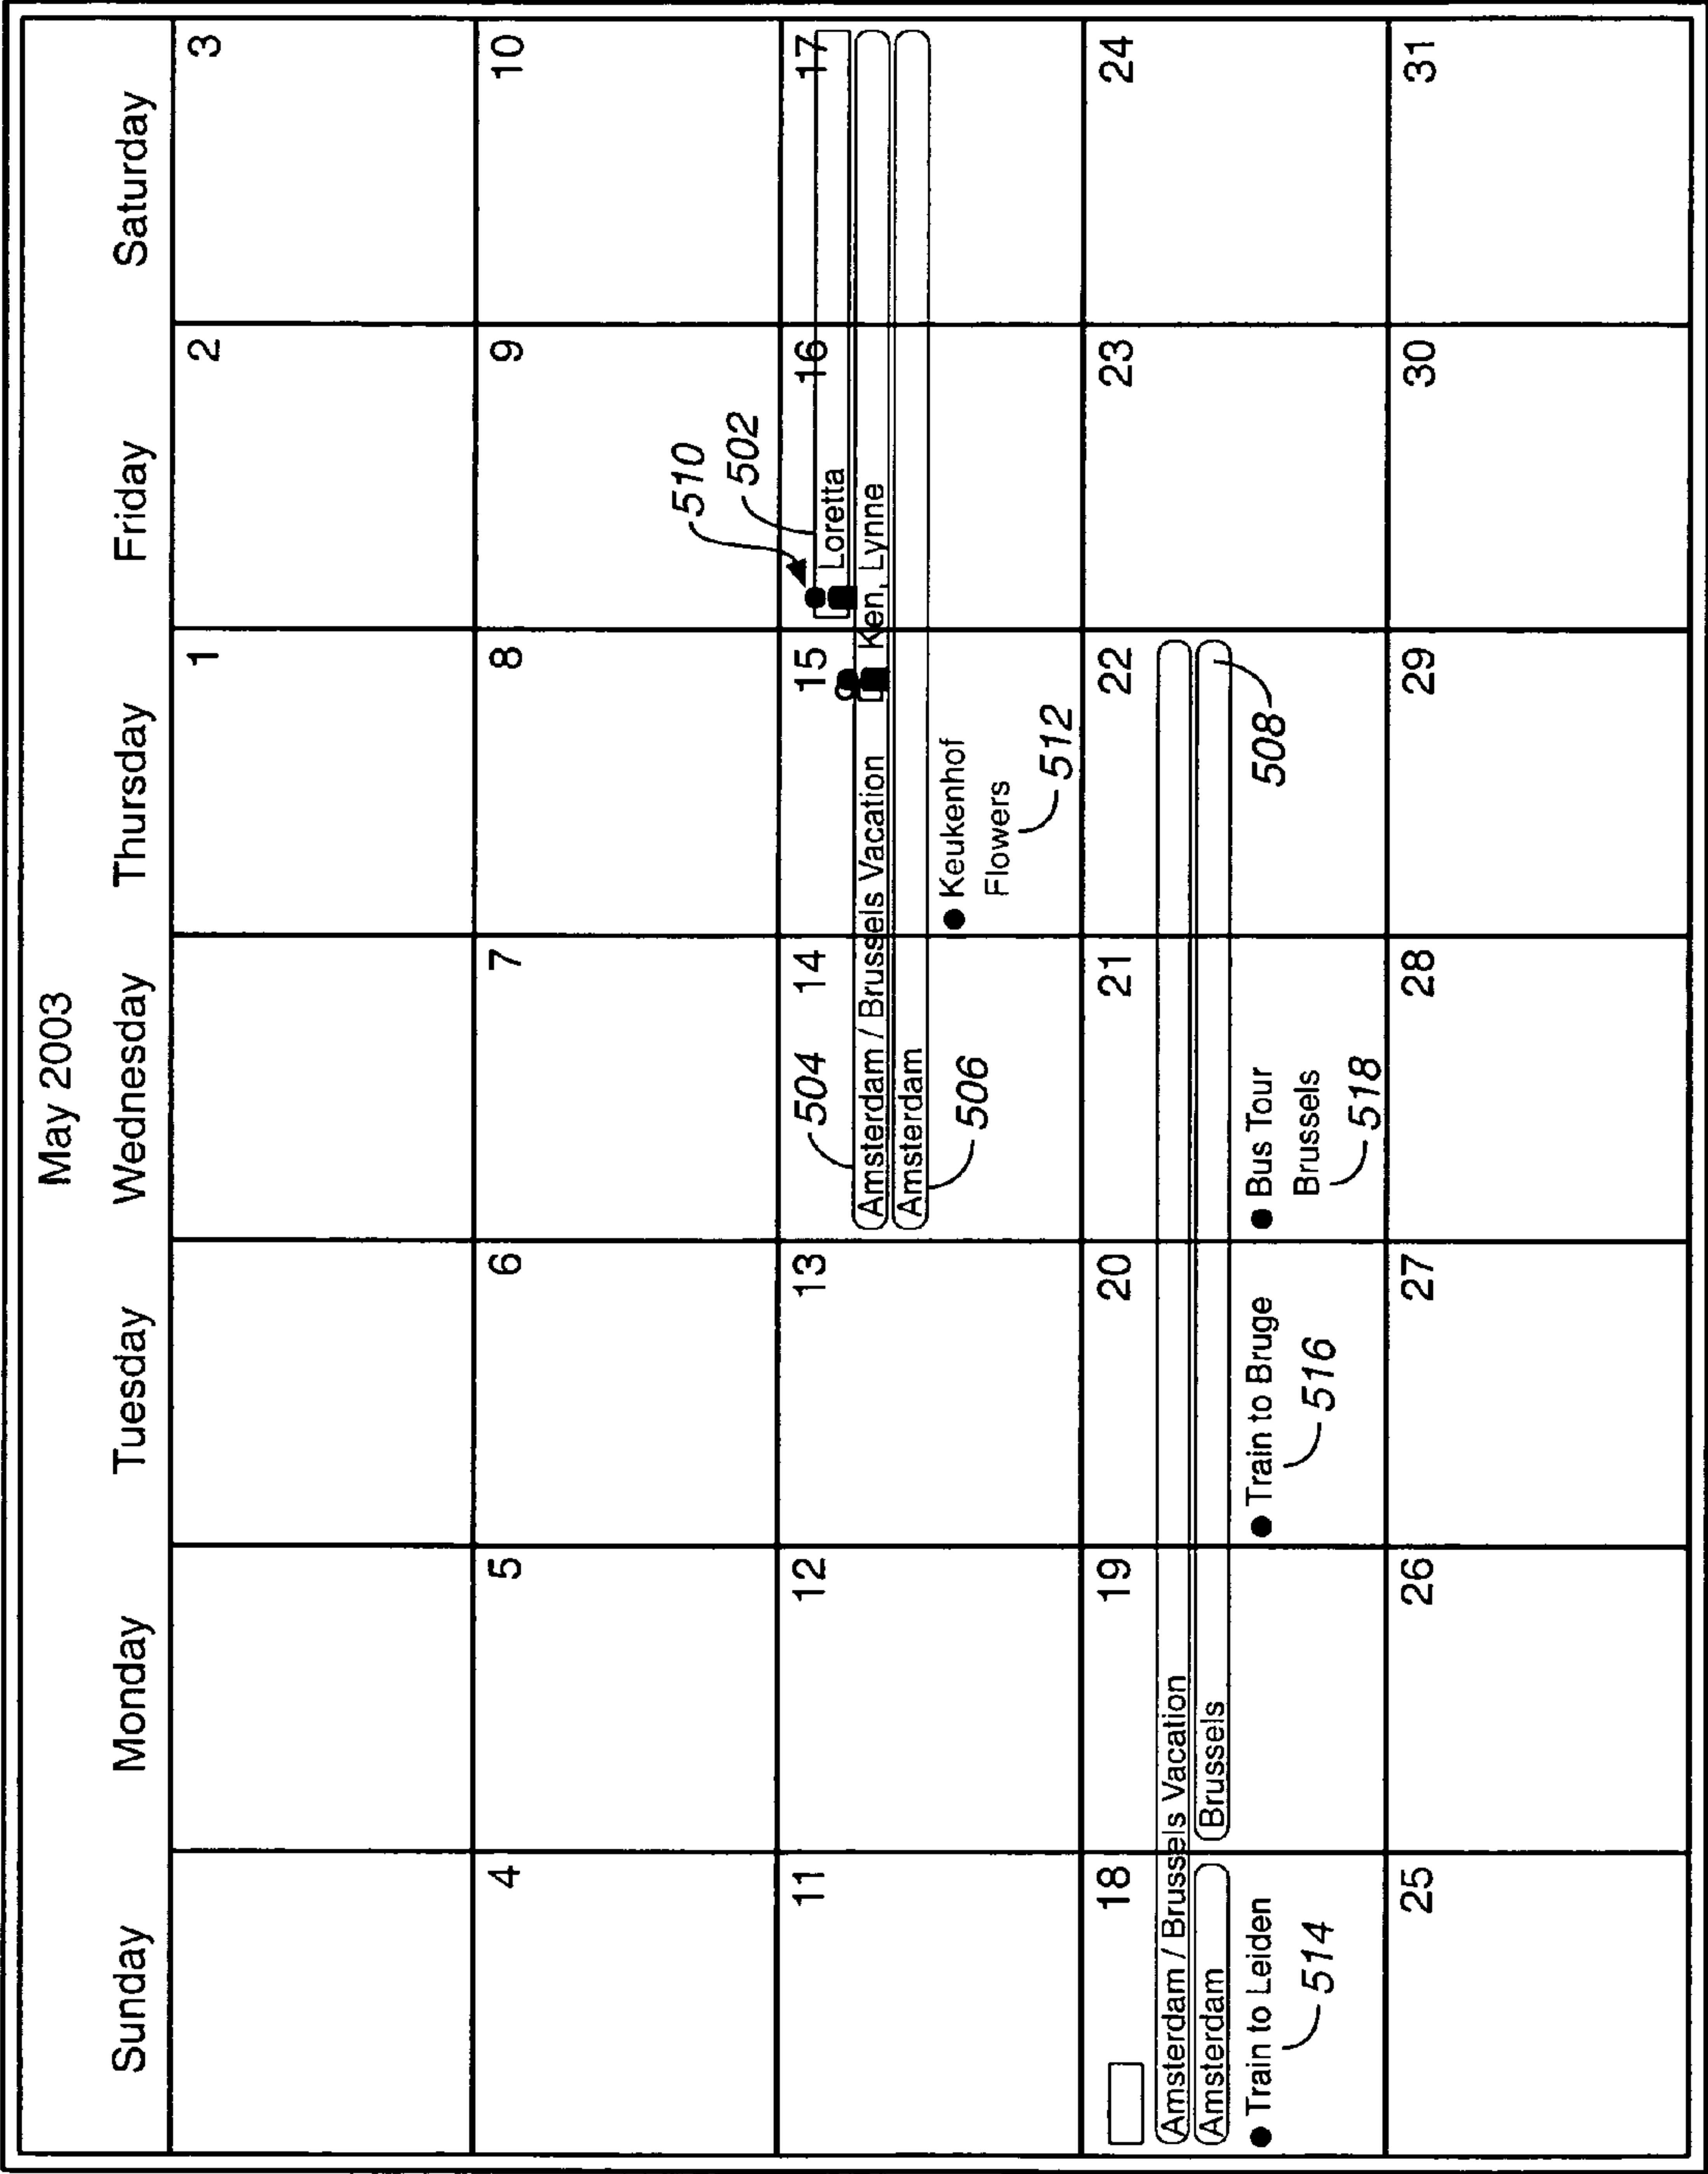 May 2003
Sunday Monday Tuesday Wednesday Thursday Friday Saturday
1 2 3
4 5 6 7 8 9 10
510
502
11 12 13 14 15 16 17
504
Loretta
Amsterdam / Brussels Vacation Ken, Lynne
Amsterdam
506
● Keukenhof
Flowers
512
18 19 20 21 22 23 24
Amsterdam / Brussels Vacation
Amsterdam Brussels
508
● Train to Leiden ● Train to Bruge ● Bus Tour
Brussels
514 516 518
25 26 27 28 29 30 31